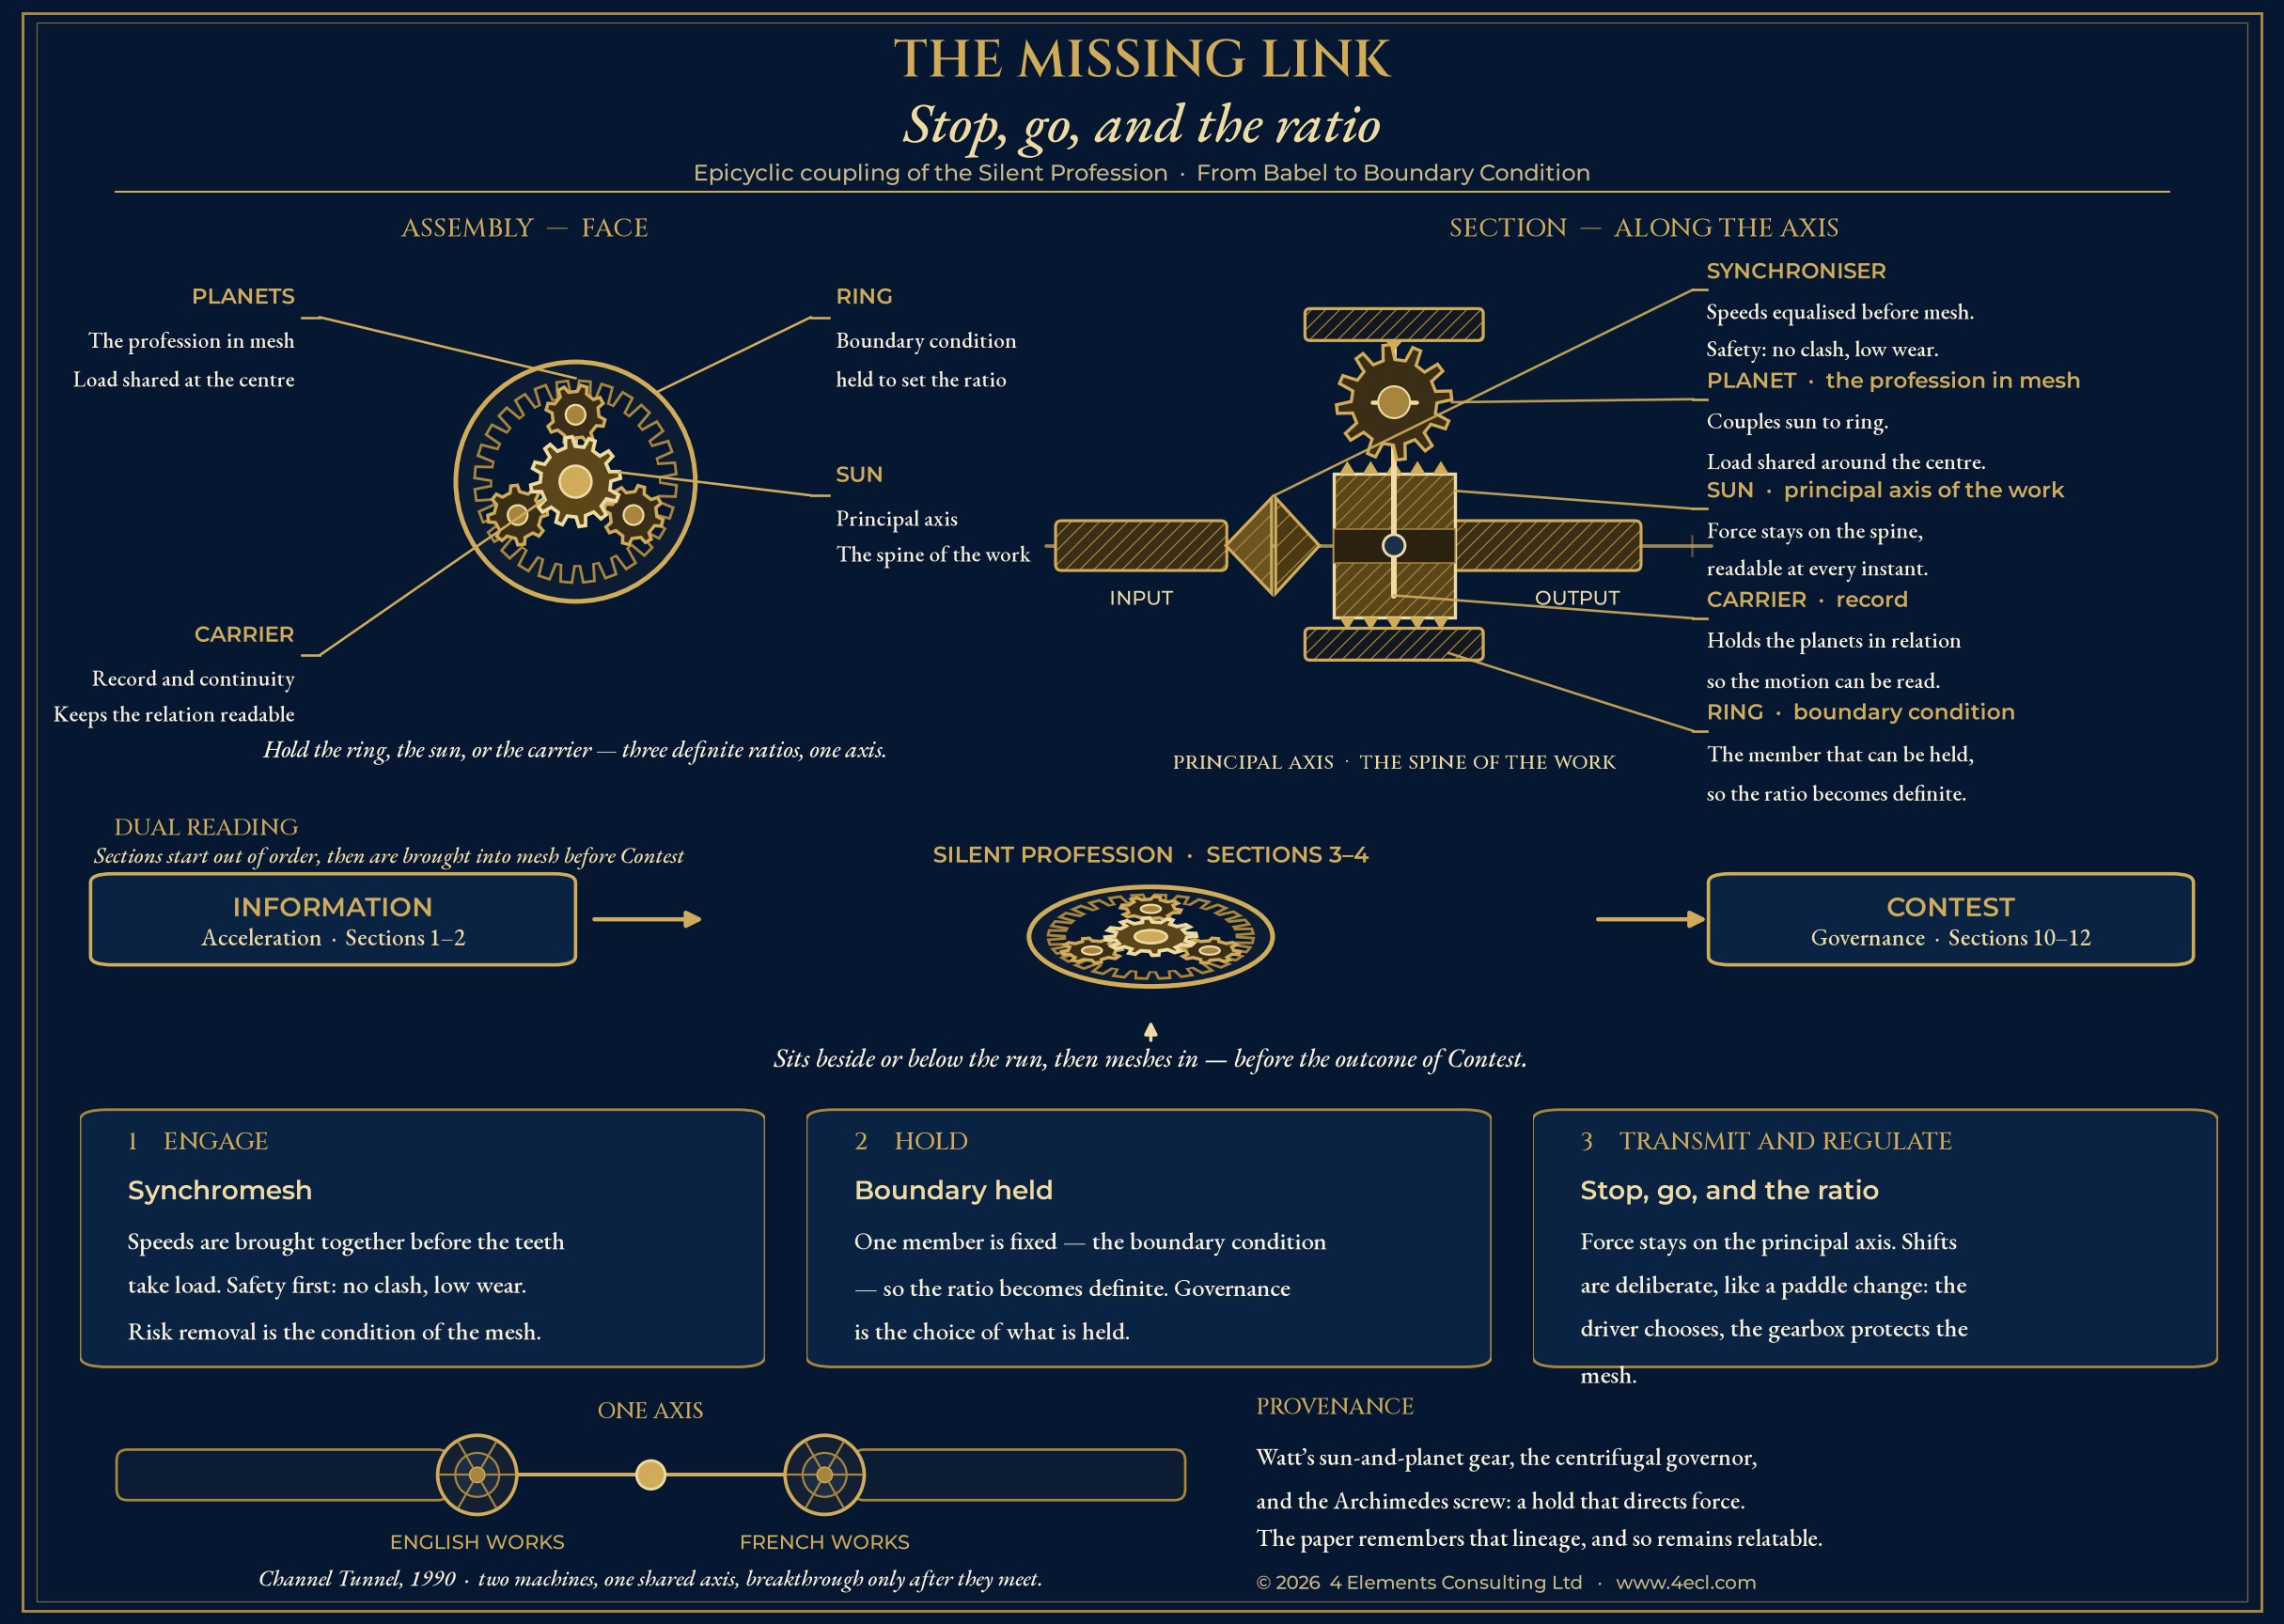 THE MISSING LINK
Stop, go, and the ratio
Epicyclic coupling of the Silent Profession · From Babel to Boundary Condition
ASSEMBLY — FACE
PLANETS
The profession in mesh
Load shared at the centre
RING
Boundary condition
held to set the ratio
SUN
Principal axis
The spine of the work
CARRIER
Record and continuity
Keeps the relation readable
Hold the ring, the sun, or the carrier — three definite ratios, one axis.
SECTION — ALONG THE AXIS
SYNCHRONISER
Speeds equalised before mesh.
Safety: no clash, low wear.
PLANET · the profession in mesh
Couples sun to ring.
Load shared around the centre.
SUN · principal axis of the work
Force stays on the spine,
readable at every instant.
CARRIER · record
Holds the planets in relation
so the motion can be read.
RING · boundary condition
The member that can be held,
so the ratio becomes definite.
INPUT
OUTPUT
PRINCIPAL AXIS · THE SPINE OF THE WORK
DUAL READING
Sections start out of order, then are brought into mesh before Contest
INFORMATION
Acceleration · Sections 1–2
SILENT PROFESSION · SECTIONS 3–4
CONTEST
Governance · Sections 10–12
Sits beside or below the run, then meshes in — before the outcome of Contest.
1 ENGAGE
Synchromesh
Speeds are brought together before the teeth
take load. Safety first: no clash, low wear.
Risk removal is the condition of the mesh.
2 HOLD
Boundary held
One member is fixed — the boundary condition
— so the ratio becomes definite. Governance
is the choice of what is held.
3 TRANSMIT AND REGULATE
Stop, go, and the ratio
Force stays on the principal axis. Shifts
are deliberate, like a paddle change: the
driver chooses, the gearbox protects the
mesh.
ONE AXIS
ENGLISH WORKS
FRENCH WORKS
Channel Tunnel, 1990 · two machines, one shared axis, breakthrough only after they meet.
PROVENANCE
Watt’s sun-and-planet gear, the centrifugal governor,
and the Archimedes screw: a hold that directs force.
The paper remembers that lineage, and so remains relatable.
© 2026 4 Elements Consulting Ltd · www.4ecl.com